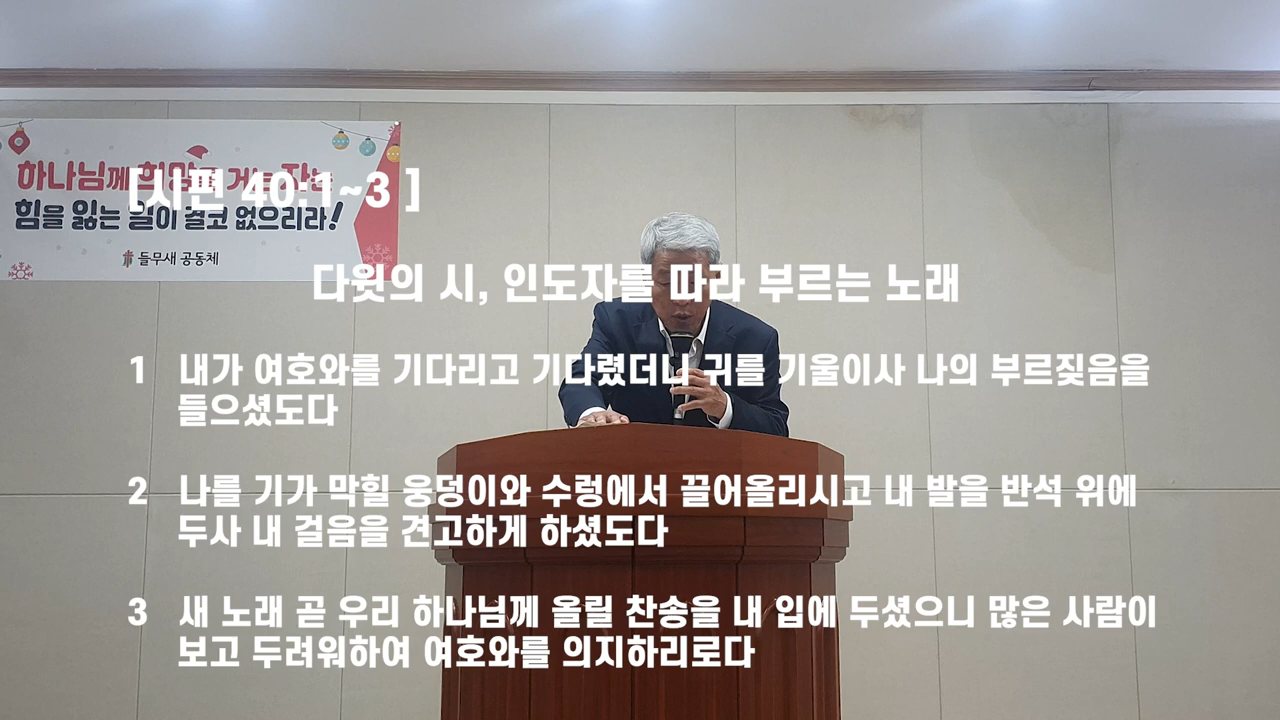 하나님께 희망을 거는 자는
힘을 잃는 일이 결코 없으리라!
들무새 공동체
[시편 40:1~3 ]
다윗의 시, 인도자를 따라 부르는 노래
1 내가 여호와를 기다리고 기다렸더니 귀를 기울이사 나의 부르짖음을
들으셨도다
2 나를 기가 막힐 웅덩이와 수렁에서 끌어올리시고 내 발을 반석 위에
두사 내 걸음을 견고하게 하셨도다
3 새 노래 곧 우리 하나님께 올릴 찬송을 내 입에 두셨으니 많은 사람이
보고 두려워하여 여호와를 의지하리로다